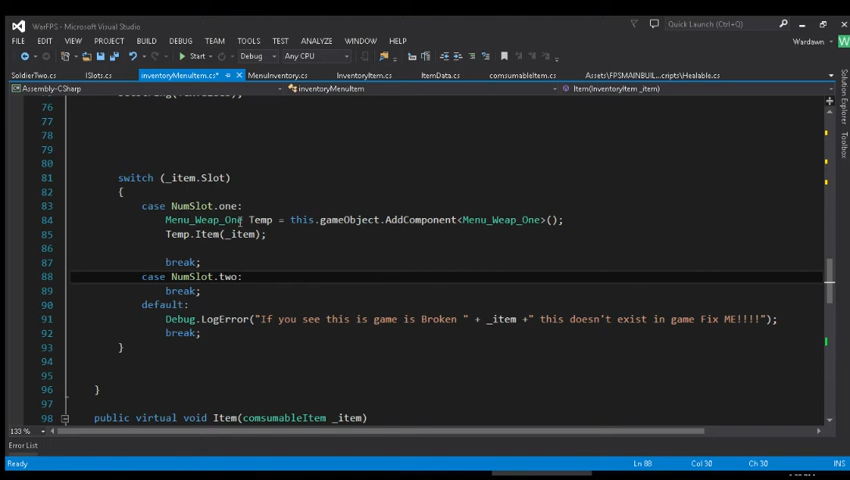 WarFPS - Microsoft Visual Studio
Quick Launch (Ctrl+Q)
FILE EDIT VIEW PROJECT BUILD DEBUG TEAM TOOLS TEST ANALYZE WINDOW HELP
Wardawn W
Start Debug Any CPU
SoldierTwo.cs ISlots.cs inventoryMenuItem.cs* MenuInventory.cs InventoryItem.cs ItemData.cs comsumableItem.cs Assets\FPSMAINBUIL...cripts\Healable.cs
Assembly-CSharp inventoryMenuItem Item(InventoryItem _item)
76
77
78
79
80
81 switch (_item.Slot)
82 {
83 case NumSlot.one:
84 Menu_Weap_One Temp = this.gameObject.AddComponent<Menu_Weap_One>();
85 Temp.Item(_item);
86
87 break;
88 case NumSlot.two:
89 break;
90 default:
91 Debug.LogError("If you see this is game is Broken " + _item +" this doesn't exist in game Fix ME!!!!");
92 break;
93 }
94
95
96 }
97
98 public virtual void Item(comsumableItem _item)
133 %
Error List
Ready Ln 88 Col 30 Ch 30 INS
Solution Explorer Team Explorer